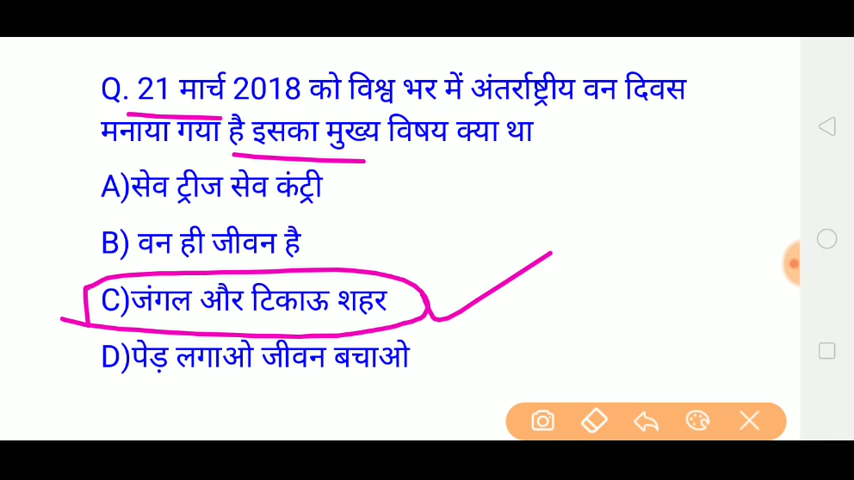 Q. 21 मार्च 2018 को विश्व भर में अंतर्राष्ट्रीय वन दिवस
मनाया गया है इसका मुख्य विषय क्या था
A)सेव ट्रीज सेव कंट्री
B) वन ही जीवन है
C)जंगल और टिकाऊ शहर
D)पेड़ लगाओ जीवन बचाओ